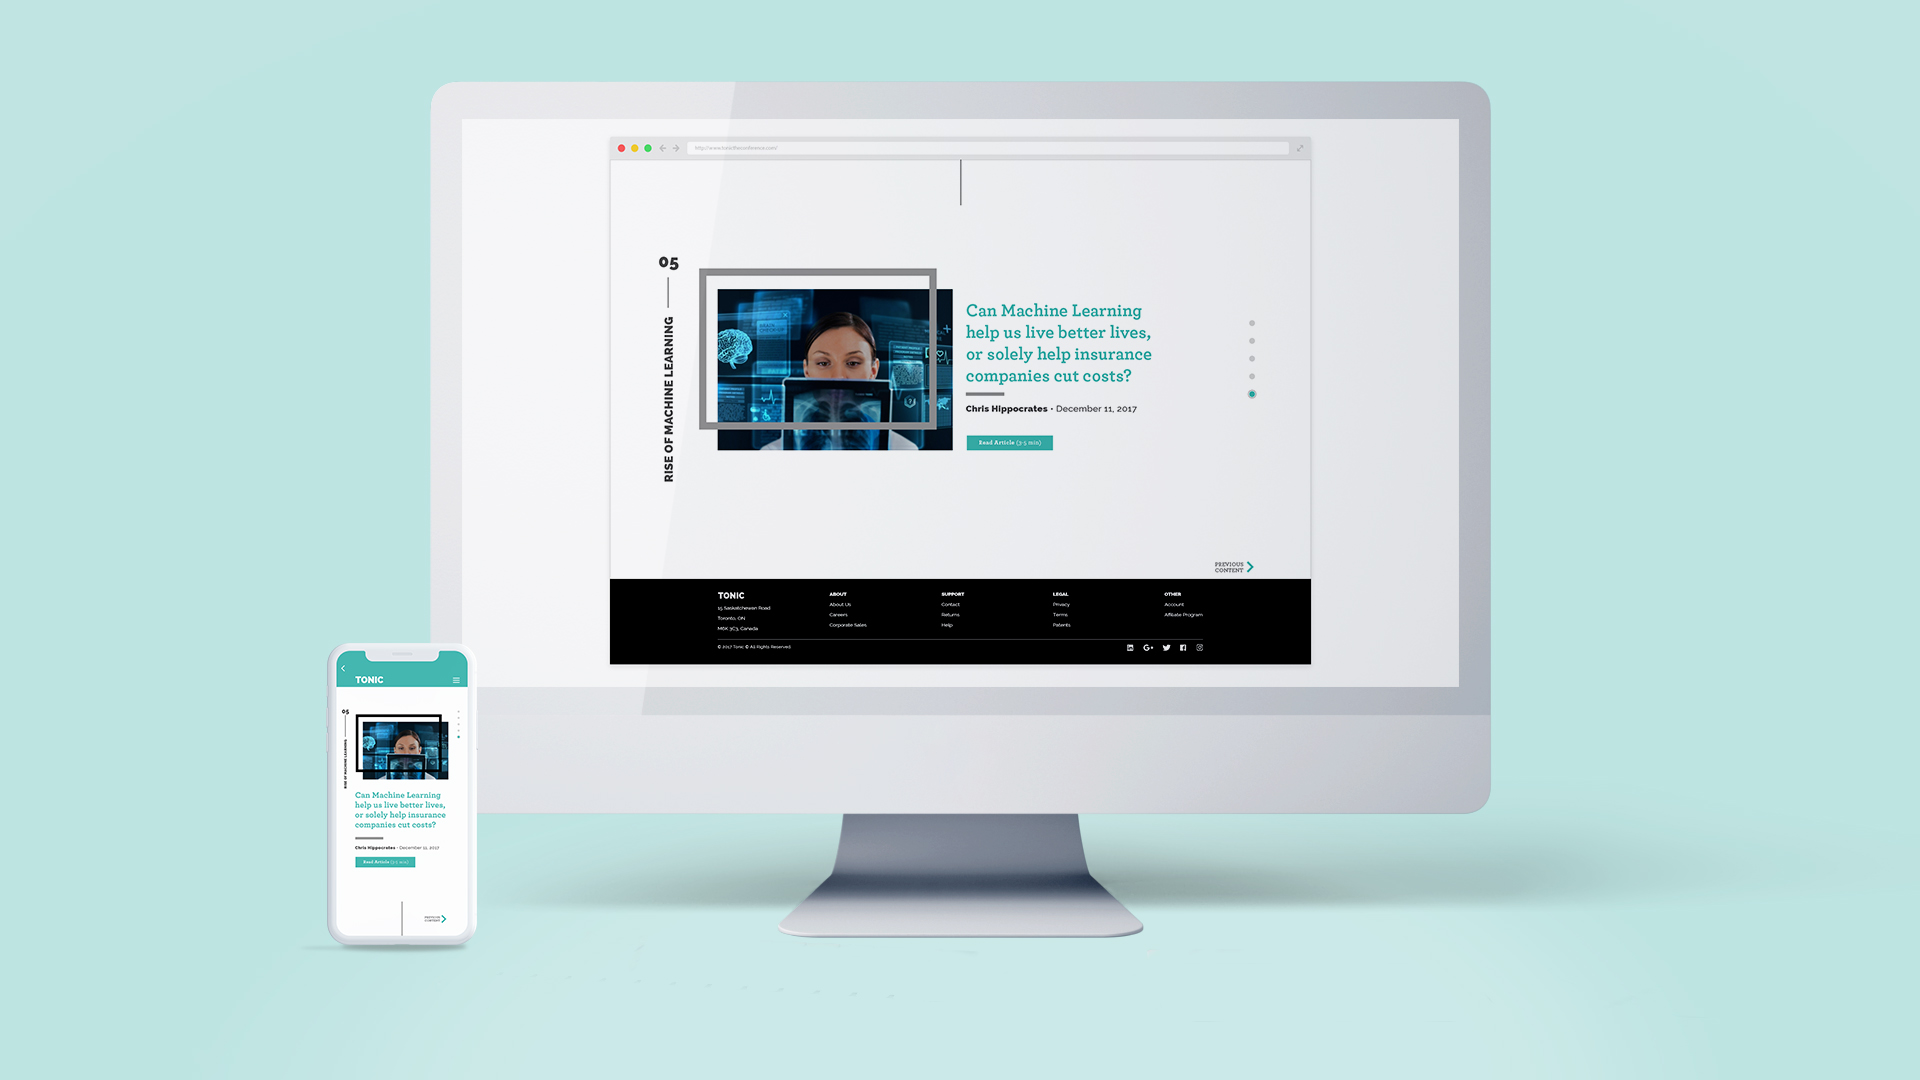 http://www.tonictheconference.com/
05
RISE OF MACHINE LEARNING
Can Machine Learning
help us live better lives,
or solely help insurance
companies cut costs?
Chris Hippocrates • December 11, 2017
Read Article (3-5 min)
PREVIOUS
CONTENT
TONIC
15 Saskatchewan Road
Toronto, ON
M6K 3C3, Canada
ABOUT
About Us
Careers
Corporate Sales
SUPPORT
Contact
Returns
Help
LEGAL
Privacy
Terms
Patents
OTHER
Account
Affiliate Program
© 2017 Tonic © All Rights Reserved
TONIC
05
RISE OF MACHINE LEARNING
Can Machine Learning
help us live better lives,
or solely help insurance
companies cut costs?
Chris Hippocrates • December 11, 2017
Read Article (3-5 min)
PREVIOUS
CONTENT